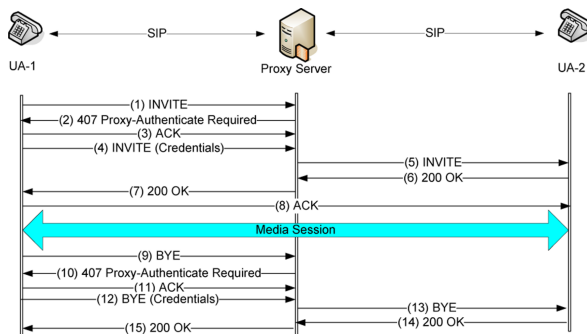 SIP
SIP
UA-1
Proxy Server
UA-2
(1) INVITE
(2) 407 Proxy-Authenticate Required
(3) ACK
(4) INVITE (Credentials)
(5) INVITE
(6) 200 OK
(7) 200 OK
(8) ACK
Media Session
(9) BYE
(10) 407 Proxy-Authenticate Required
(11) ACK
(12) BYE (Credentials)
(13) BYE
(14) 200 OK
(15) 200 OK